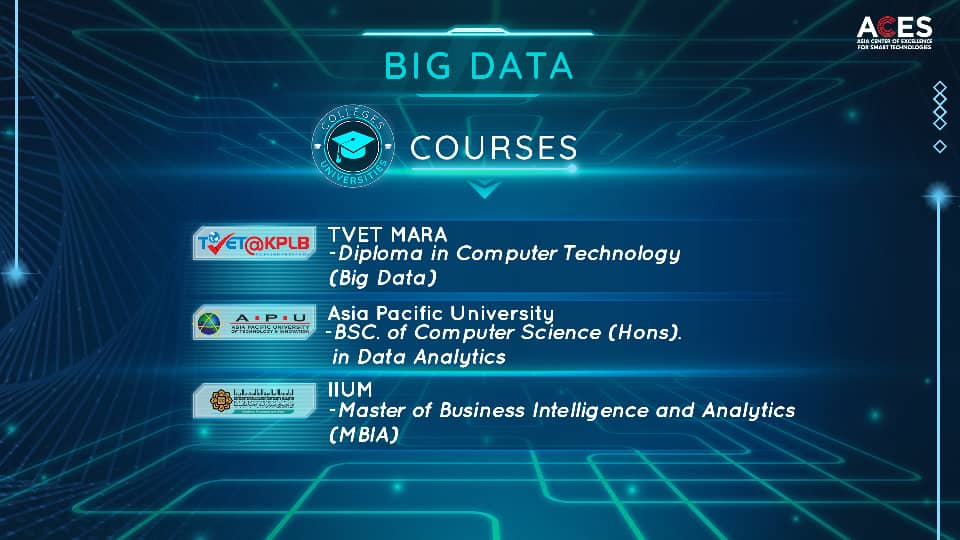 ACES
ASIA CENTER OF EXCELLENCE
FOR SMART TECHNOLOGIES
BIG DATA
COLLEGES
UNIVERSITIES
COURSES
TVET@KPLB
TVET MARA
-Diploma in Computer Technology
(Big Data)
A·P·U
ASIA PACIFIC UNIVERSITY
OF TECHNOLOGY & INNOVATION
Asia Pacific University
-BSC. of Computer Science (Hons).
in Data Analytics
IIUM
-Master of Business Intelligence and Analytics
(MBIA)